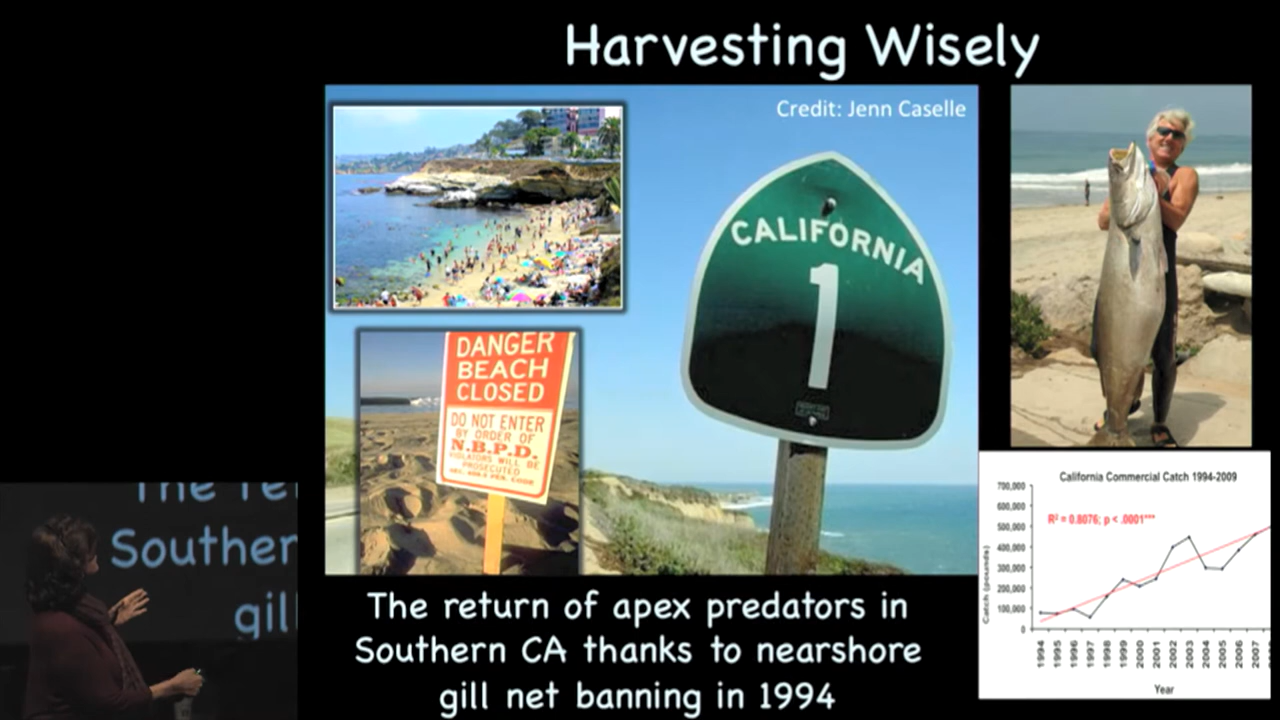 Harvesting Wisely
Credit: Jenn Caselle
CALIFORNIA
1
DANGER
BEACH
CLOSED
DO NOT ENTER
BY ORDER OF
N.B.P.D.
VIOLATORS WILL BE
PROSECUTED
The return of apex predators in
Southern CA thanks to nearshore
gill net banning in 1994
California Commercial Catch 1994-2009
R² = 0.8076; p < .0001***
Catch (pounds)
700,000
600,000
500,000
400,000
300,000
200,000
100,000
0
1994 1995 1996 1997 1998 1999 2000 2001 2002 2003 2004 2005 2006 2007
Year
The re
Souther
gil